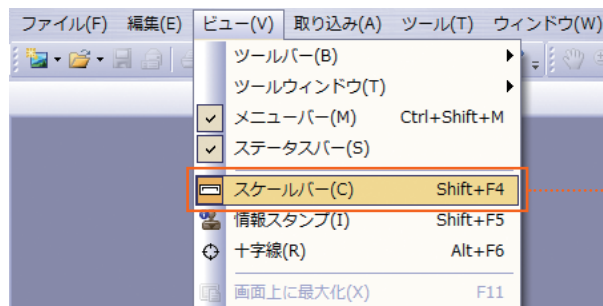 ファイル(F) 編集(E) ビュー(V) 取り込み(A) ツール(T) ウィンドウ(W)
ツールバー(B)
ツールウィンドウ(T)
メニューバー(M) Ctrl+Shift+M
ステータスバー(S)
スケールバー(C) Shift+F4
情報スタンプ(I) Shift+F5
十字線(R) Alt+F6
画面上に最大化(X) F11